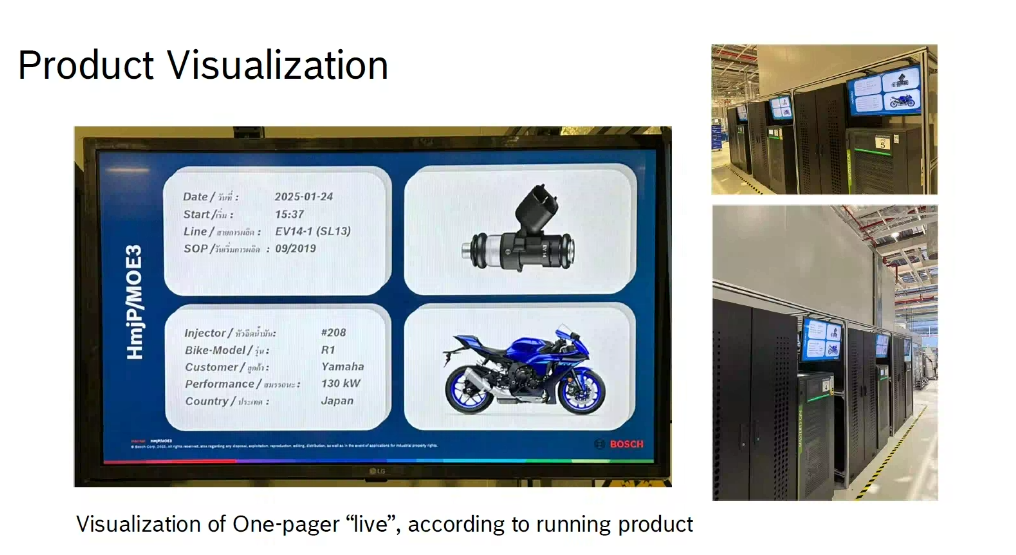 Product Visualization
HmjP/MOE3
Date / วันที่ : 2025-01-24
Start /เริ่ม : 15:37
Line / สายการผลิต : EV14-1 (SL13)
SOP /วันเริ่มการผลิต : 09/2019
Injector / หัวฉีดน้ำมัน: #208
Bike-Model / รุ่น : R1
Customer / ลูกค้า : Yamaha
Performance / สมรรถนะ : 130 kW
Country / ประเทศ : Japan
HmjP/MOE3
BOSCH
LG
Visualization of One-pager “live”, according to running product